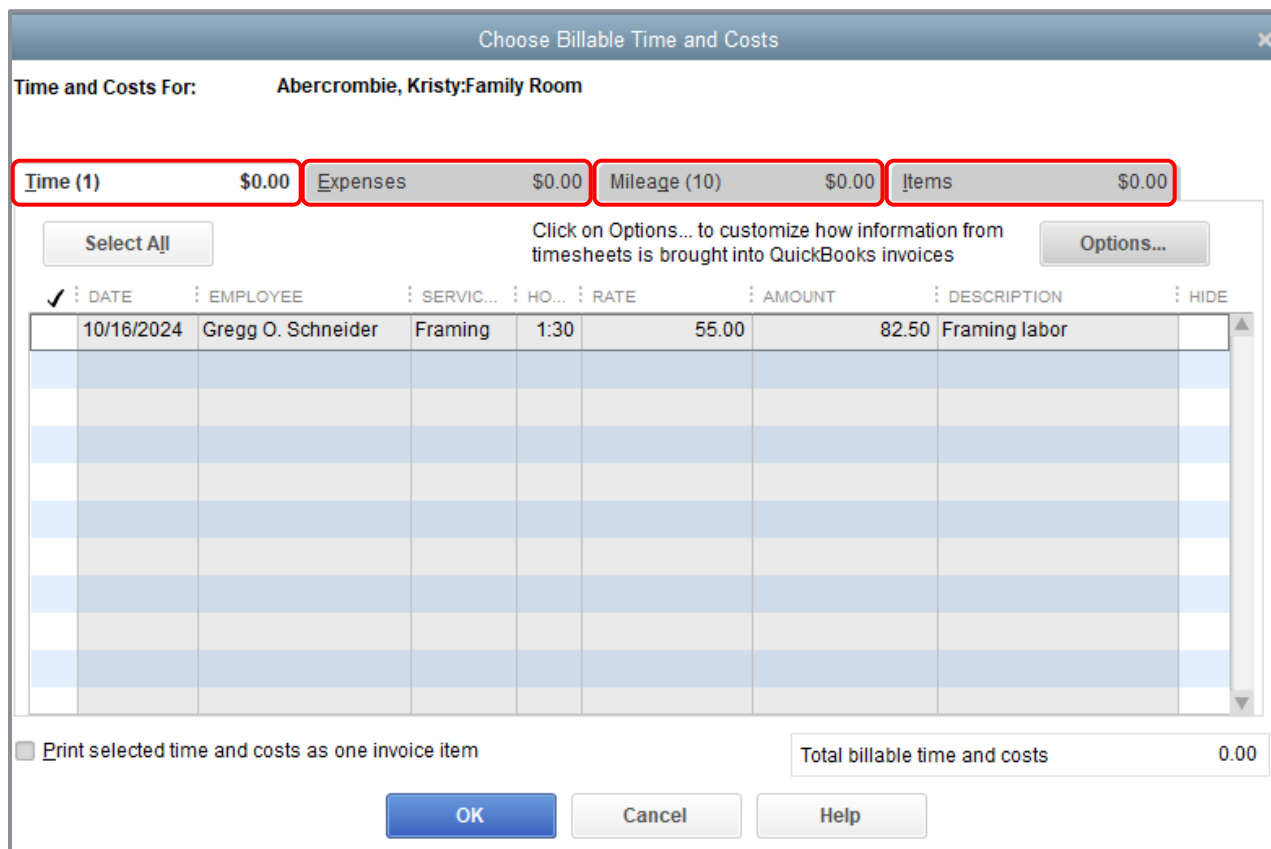 Choose Billable Time and Costs
Time and Costs For: Abercrombie, Kristy:Family Room
Time (1) $0.00 Expenses $0.00 Mileage (10) $0.00 Items $0.00
Select All
Click on Options... to customize how information from
timesheets is brought into QuickBooks invoices
Options...
✓ DATE EMPLOYEE SERVIC... HO... RATE AMOUNT DESCRIPTION HIDE
10/16/2024 Gregg O. Schneider Framing 1:30 55.00 82.50 Framing labor
Print selected time and costs as one invoice item
Total billable time and costs 0.00
OK Cancel Help